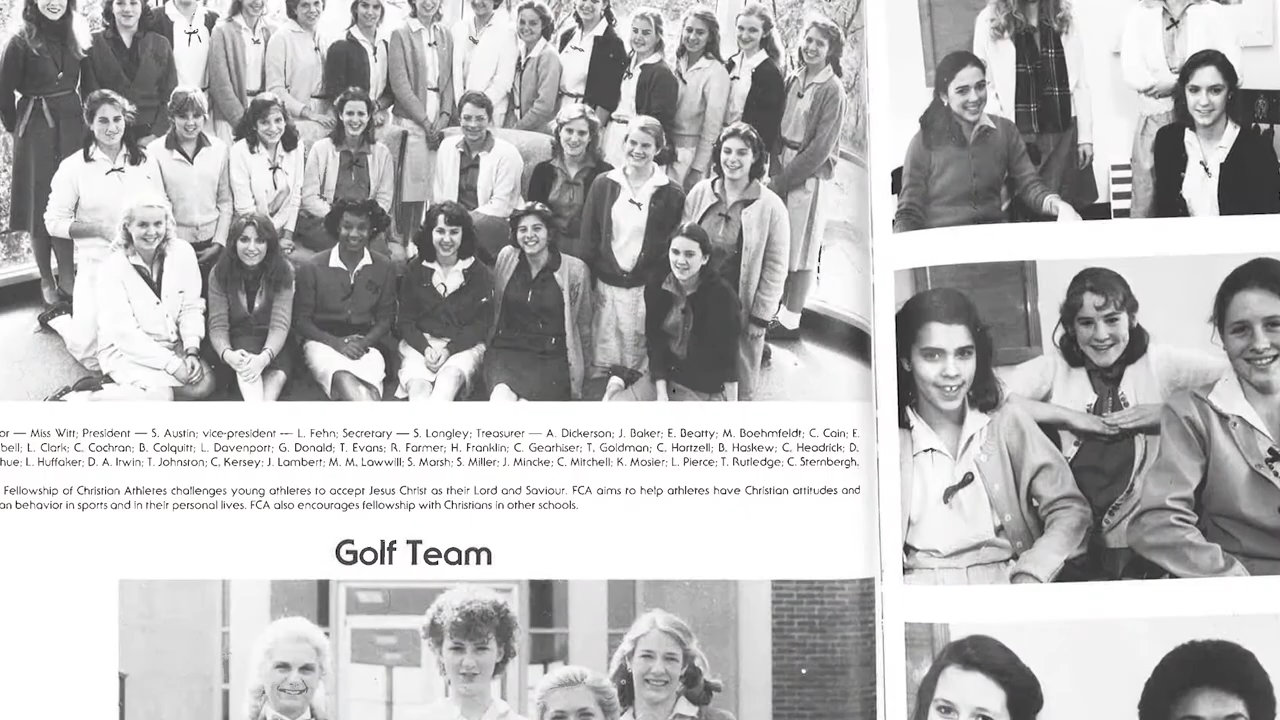 or — Miss Witt; President — S. Austin; vice-president — L. Fehn; Secretary — S. Longley; Treasurer — A. Dickerson; J. Baker; E. Beatty; M. Boehmfeldt; C. Cain; E.
bell; L. Clark; C. Cochran; B. Colquitt; L. Davenport; G. Donald; T. Evans; R. Farmer; H. Franklin; C. Gearhiser; T. Goldman; C. Hartzell; B. Haskew; C. Headrick; D.
hue; L. Huffaker; D. A. Irwin; T. Johnston; C. Kersey; J. Lambert; M. M. Lawwill; S. Marsh; S. Miller; J. Mincke; C. Mitchell; K. Mosier; L. Pierce; T. Rutledge; C. Sternbergh.
Fellowship of Christian Athletes challenges young athletes to accept Jesus Christ as their Lord and Saviour. FCA aims to help athletes have Christian attitudes and
an behavior in sports and in their personal lives. FCA also encourages fellowship with Christians in other schools.
Golf Team